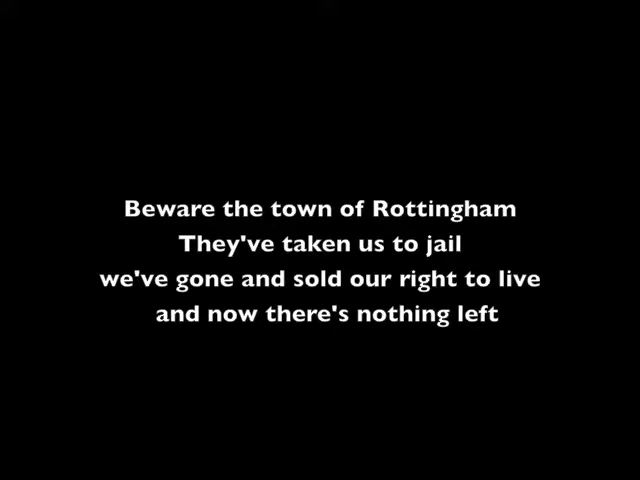 Beware the town of Rottingham
They've taken us to jail
we've gone and sold our right to live
and now there's nothing left